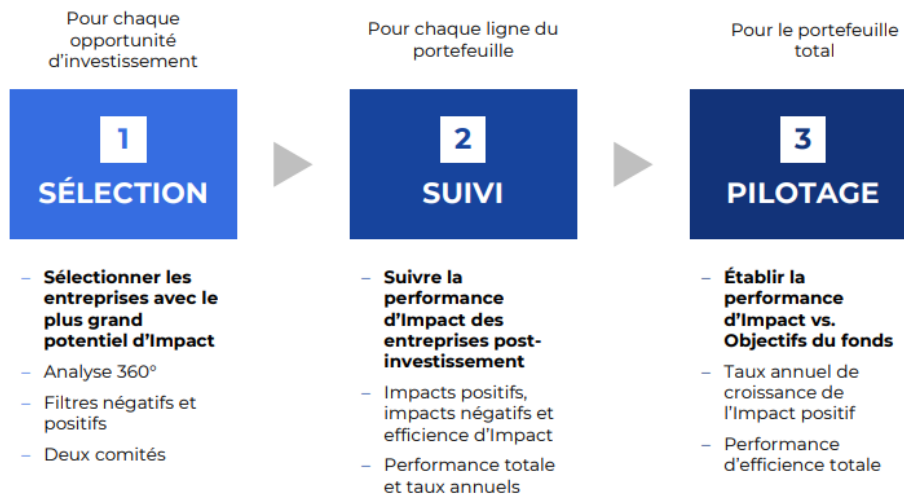 Pour chaque
opportunité
d'investissement
1
SÉLECTION
– Sélectionner les
entreprises avec le
plus grand
potentiel d'Impact
– Analyse 360°
– Filtres négatifs et
positifs
– Deux comités
Pour chaque ligne du
portefeuille
2
SUIVI
– Suivre la
performance
d'Impact des
entreprises post-
investissement
– Impacts positifs,
impacts négatifs et
efficience d'Impact
– Performance totale
et taux annuels
Pour le portefeuille
total
3
PILOTAGE
– Établir la
performance
d'Impact vs.
Objectifs du fonds
– Taux annuel de
croissance de
l'Impact positif
– Performance
d'efficience totale